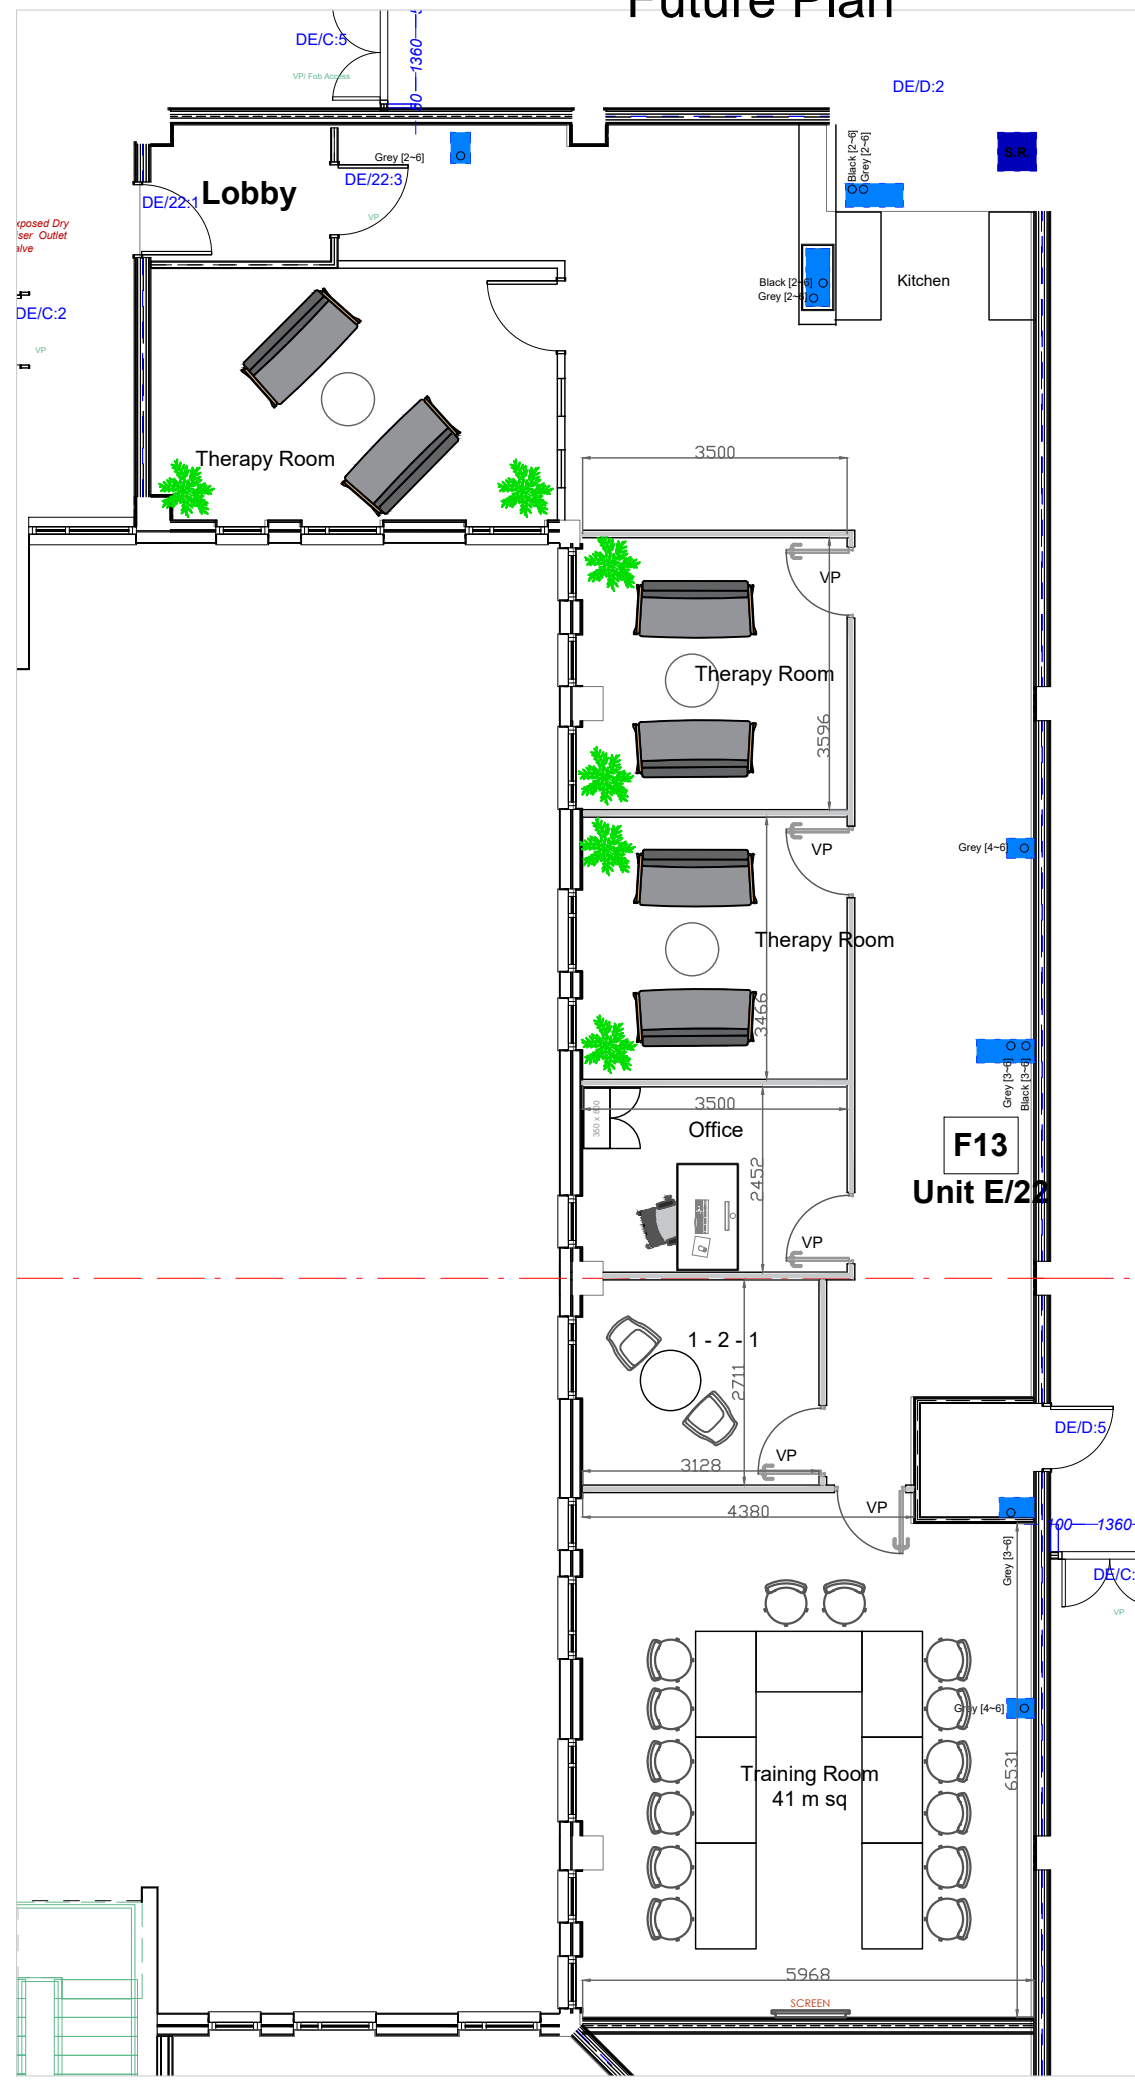 Future Plan
DE/C:5
1360
VP/ Fob Access
DE/D:2
Grey [2~6]
Black [2~6]
Grey [2~6]
S.R.
DE/22:3
Lobby
DE/22:1
VP
Dry
Outlet
DE/C:2
VP
Black [2~6]
Grey [2~6]
Kitchen
3500
Therapy Room
VP
Therapy Room
3596
VP
Grey [4~6]
Therapy Room
3466
Grey [3~6]
Black [3~6]
3500
350 x 600
Office
F13
2452
Unit E/22
VP
1 - 2 - 1
2711
DE/D:5
VP
3128
4380
VP
1360
Grey [3~6]
DE/C:
VP
Grey [4~6]
Training Room
41 m sq
6531
5968
SCREEN